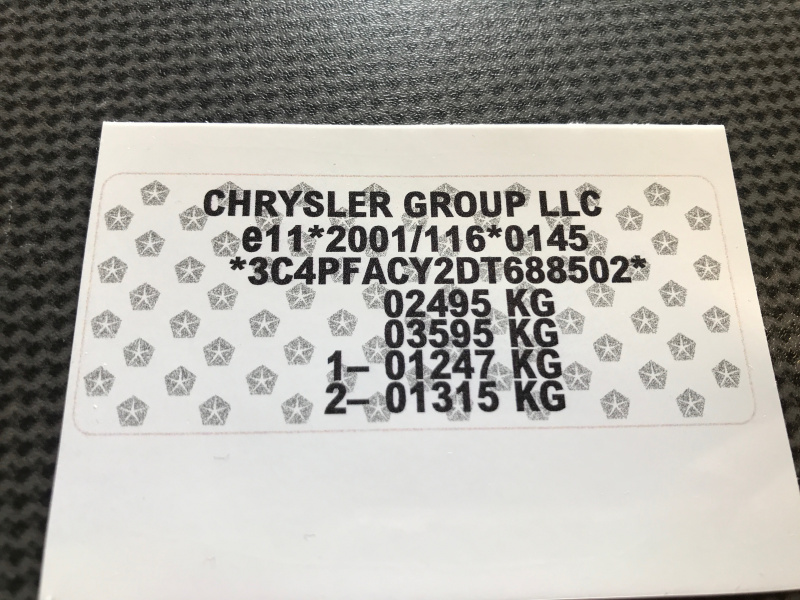 CHRYSLER GROUP LLC
e11*2001/116*0145
*3C4PFACY2DT688502*
02495 KG
03595 KG
1– 01247 KG
2– 01315 KG